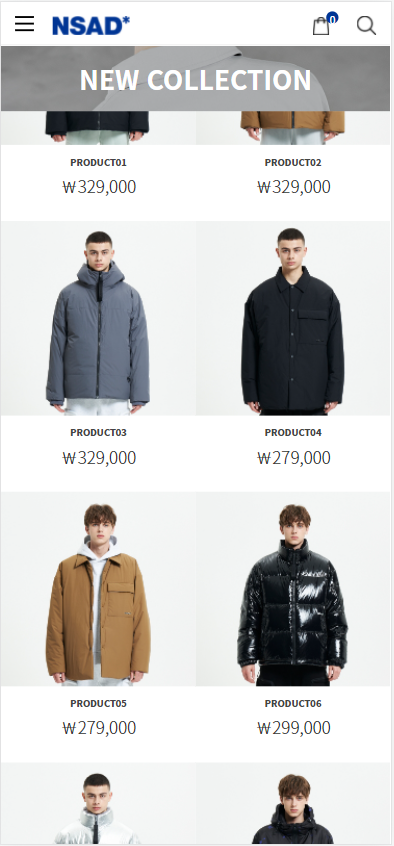 NSAD*
0
NEW COLLECTION
PRODUCT01
₩329,000
PRODUCT02
₩329,000
PRODUCT03
₩329,000
PRODUCT04
₩279,000
PRODUCT05
₩279,000
PRODUCT06
₩299,000